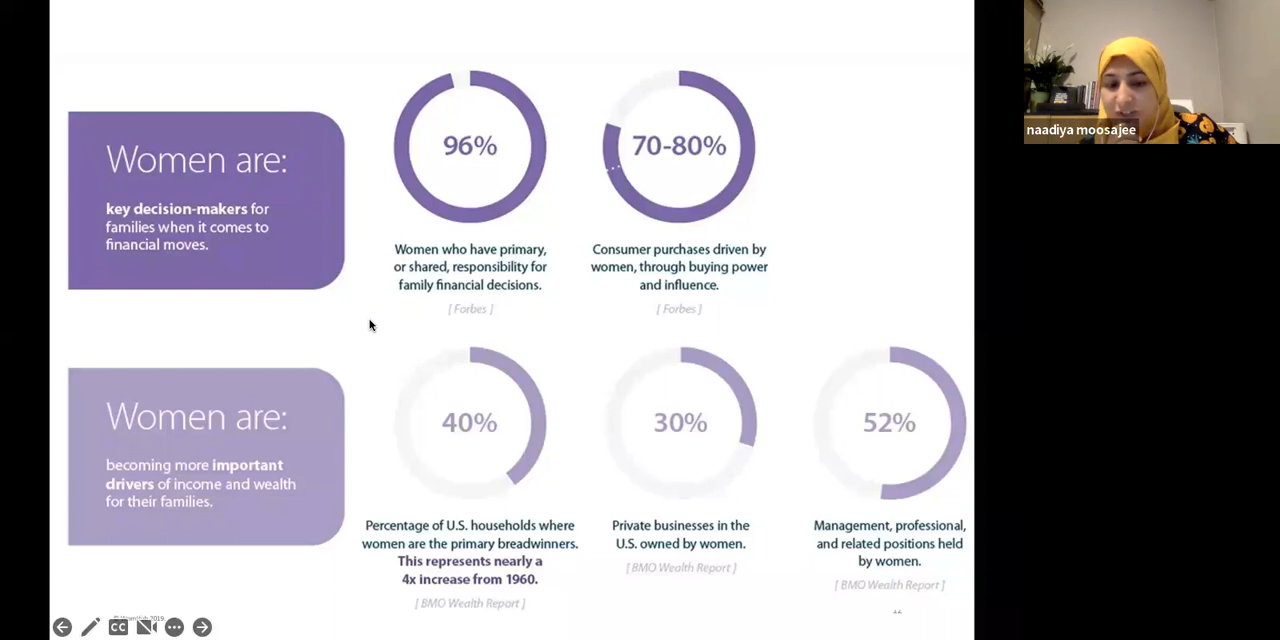 Women are:
key decision-makers for
families when it comes to
financial moves.
96%
Women who have primary,
or shared, responsibility for
family financial decisions.
[ Forbes ]
70-80%
Consumer purchases driven by
women, through buying power
and influence.
[ Forbes ]
Women are:
becoming more important
drivers of income and wealth
for their families.
40%
Percentage of U.S. households where
women are the primary breadwinners.
This represents nearly a
4x increase from 1960.
[ BMO Wealth Report ]
30%
Private businesses in the
U.S. owned by women.
[ BMO Wealth Report ]
52%
Management, professional,
and related positions held
by women.
[ BMO Wealth Report ]
CC
naadiya moosajee